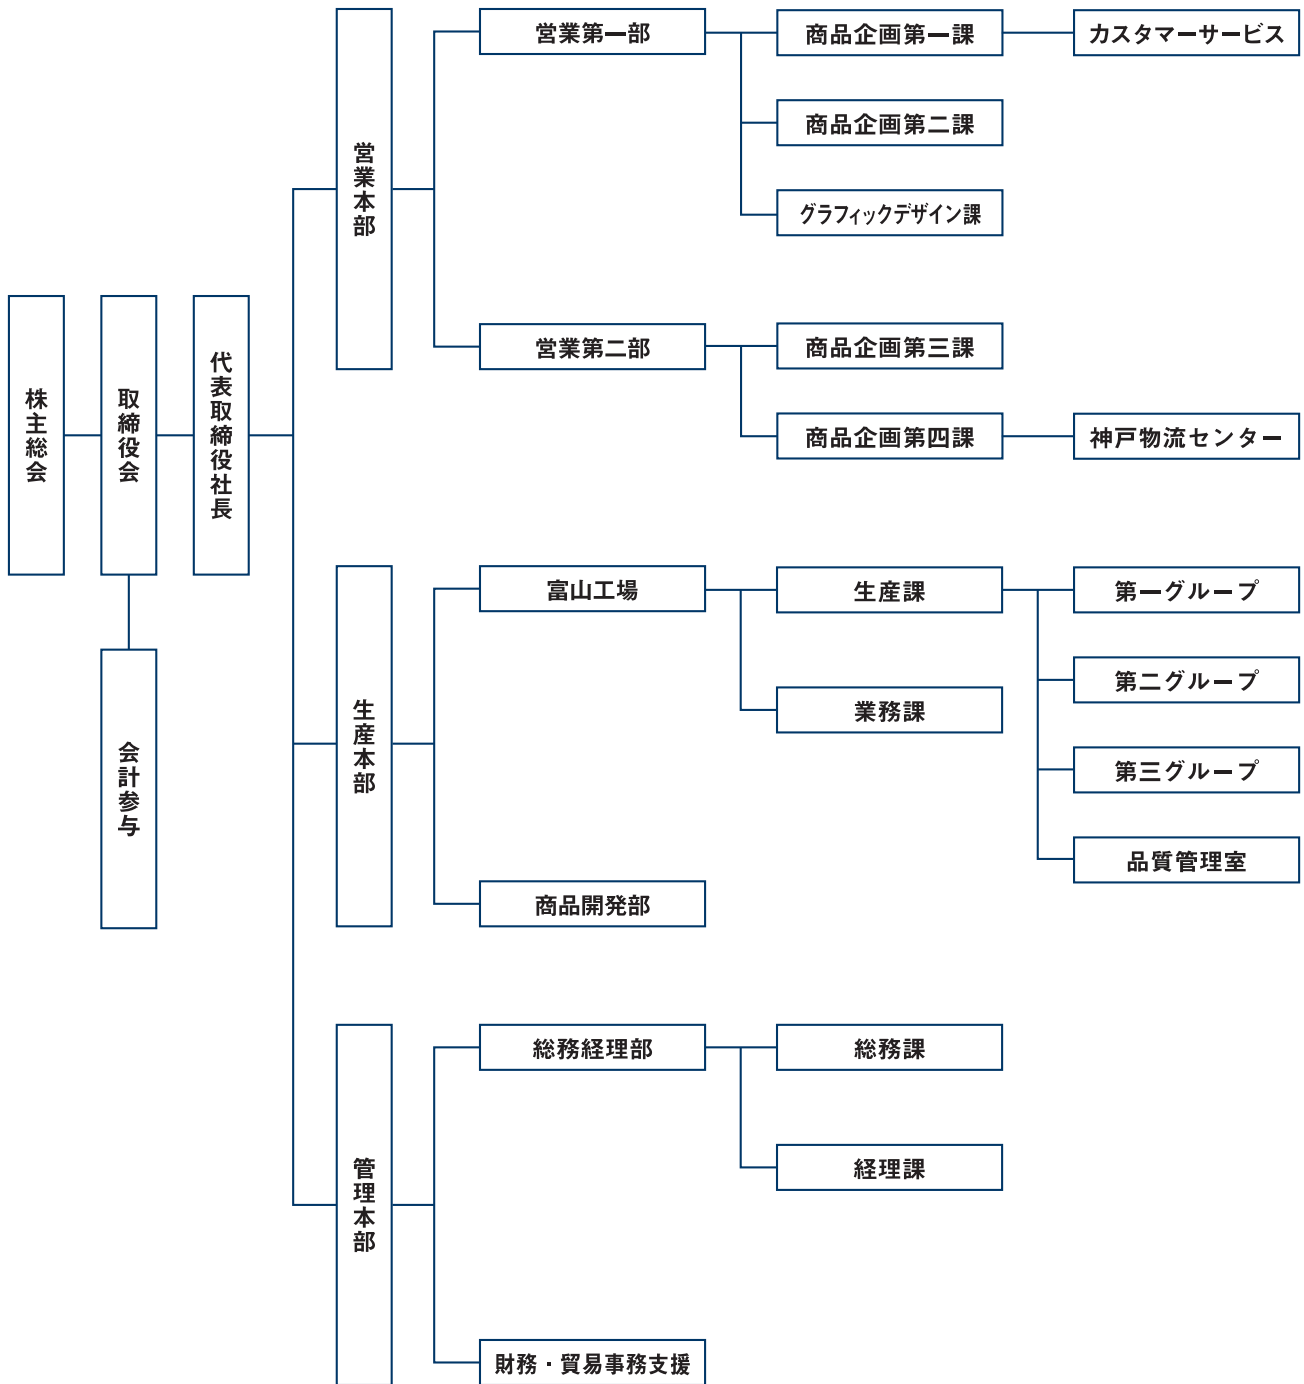 株主総会
取締役会
会計参与
代表取締役社長
営業本部
営業第一部
商品企画第一課
カスタマーサービス
商品企画第二課
グラフィックデザイン課
営業第二部
商品企画第三課
商品企画第四課
神戸物流センター
生産本部
富山工場
生産課
第一グループ
第二グループ
第三グループ
品質管理室
業務課
商品開発部
管理本部
総務経理部
総務課
経理課
財務・貿易事務支援